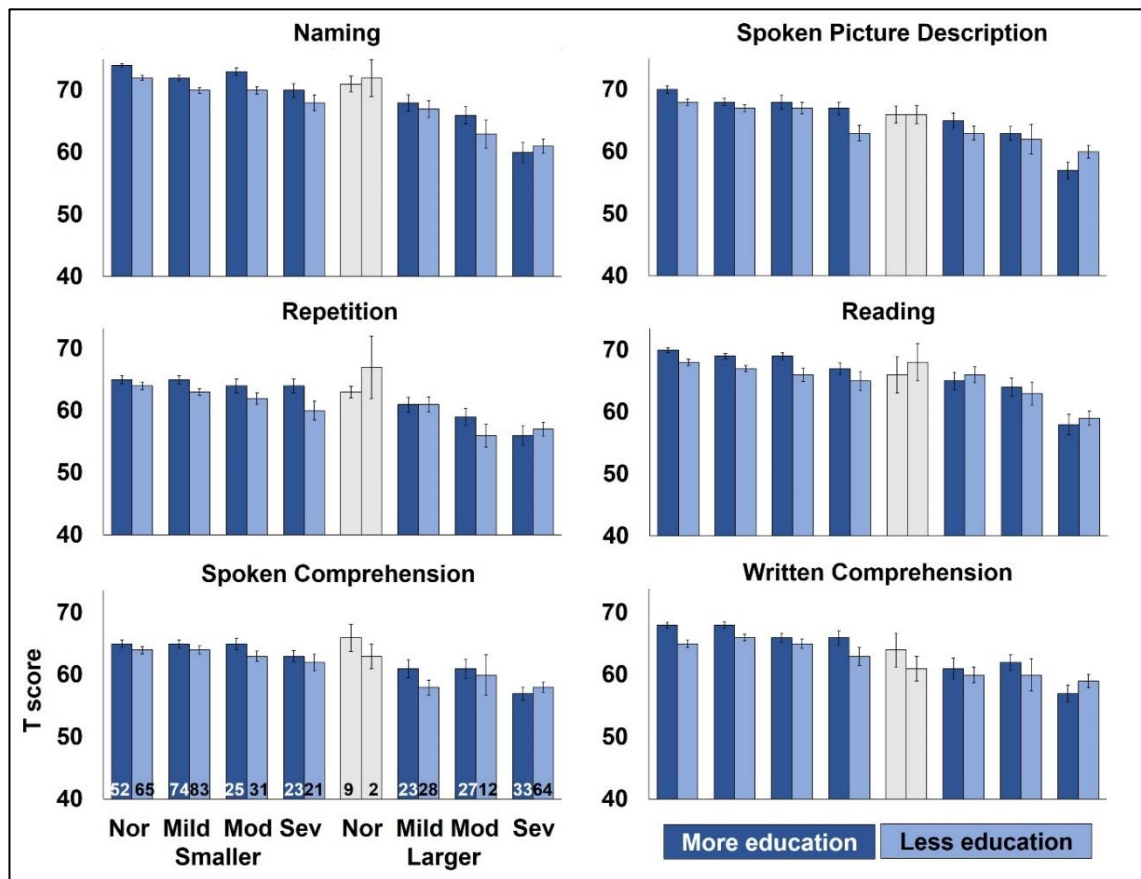 Naming
70
60
50
40
Spoken Picture Description
70
60
50
40
Repetition
70
60
50
40
Reading
70
60
50
40
Spoken Comprehension
70
60
50
40
T score
52 65 74 83 25 31 23 21 9 2 23 28 27 12 33 64
Nor Mild Mod Sev Nor Mild Mod Sev
Smaller Larger
Written Comprehension
70
60
50
40
More education Less education